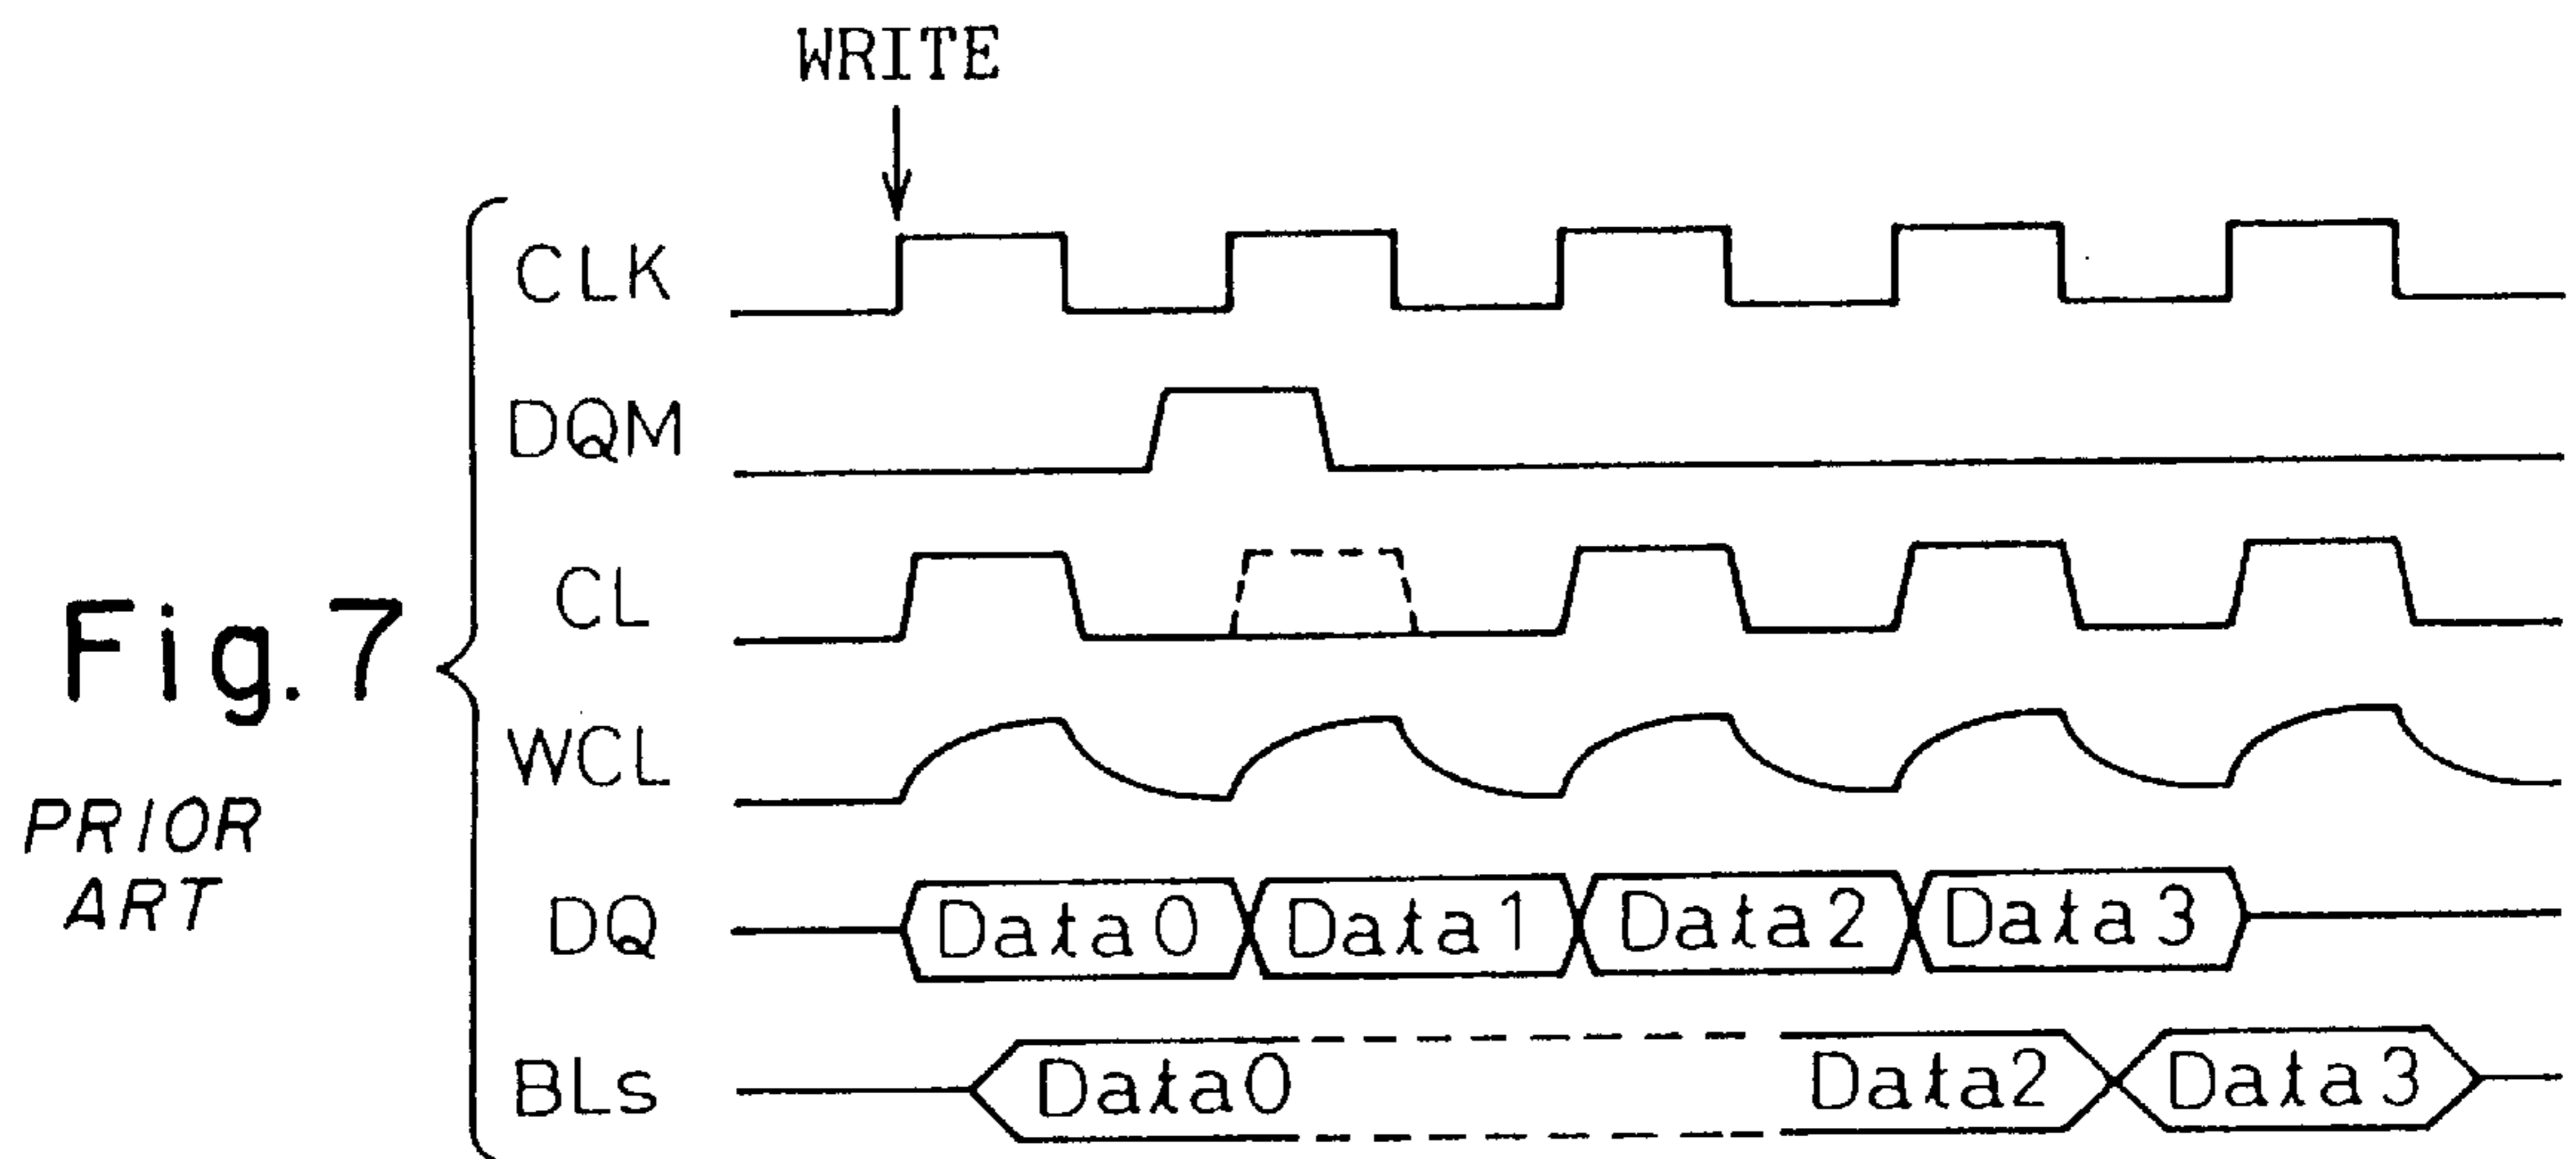 WRITE
CLK
DQM
CL
Fig.7
WCL
PRIOR
ART
DQ Data0 Data1 Data2 Data3
BLs Data0 Data2 Data3